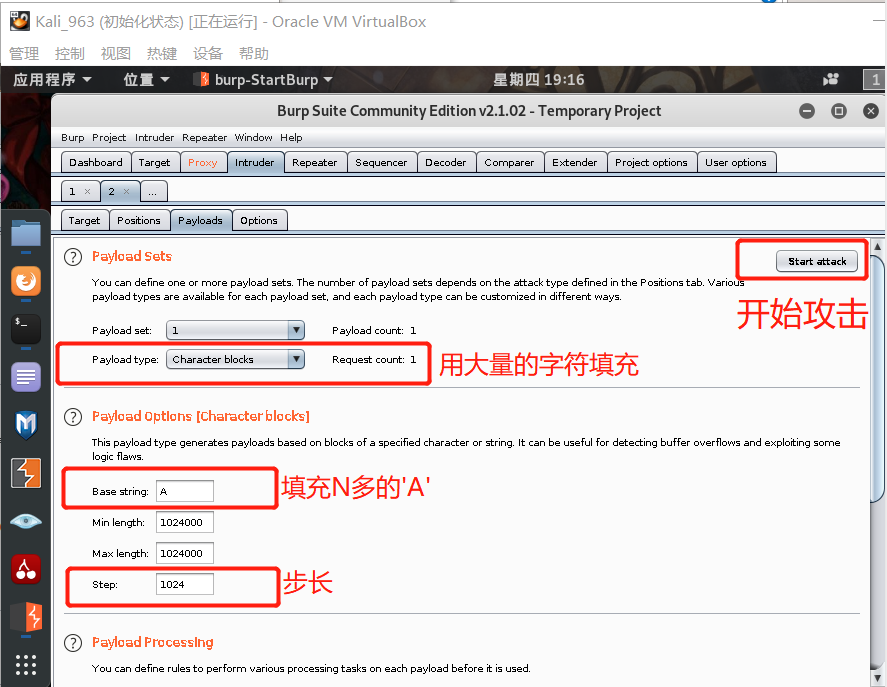 Kali_963 (初始化状态) [正在运行] - Oracle VM VirtualBox
管理 控制 视图 热键 设备 帮助
应用程序 位置 burp-StartBurp 星期四 19:16 1
Burp Suite Community Edition v2.1.02 - Temporary Project
Burp Project Intruder Repeater Window Help
Dashboard Target Proxy Intruder Repeater Sequencer Decoder Comparer Extender Project options User options
1 × 2 × ...
Target Positions Payloads Options
? Payload Sets
Start attack
You can define one or more payload sets. The number of payload sets depends on the attack type defined in the Positions tab. Various
payload types are available for each payload set, and each payload type can be customized in different ways.
开始攻击
Payload set: 1 Payload count: 1
Payload type: Character blocks Request count: 1 用大量的字符填充
? Payload Options [Character blocks]
This payload type generates payloads based on blocks of a specified character or string. It can be useful for detecting buffer overflows and exploiting some
logic flaws.
Base string: A 填充N多的'A'
Min length: 1024000
Max length: 1024000
Step: 1024 步长
? Payload Processing
You can define rules to perform various processing tasks on each payload before it is used.